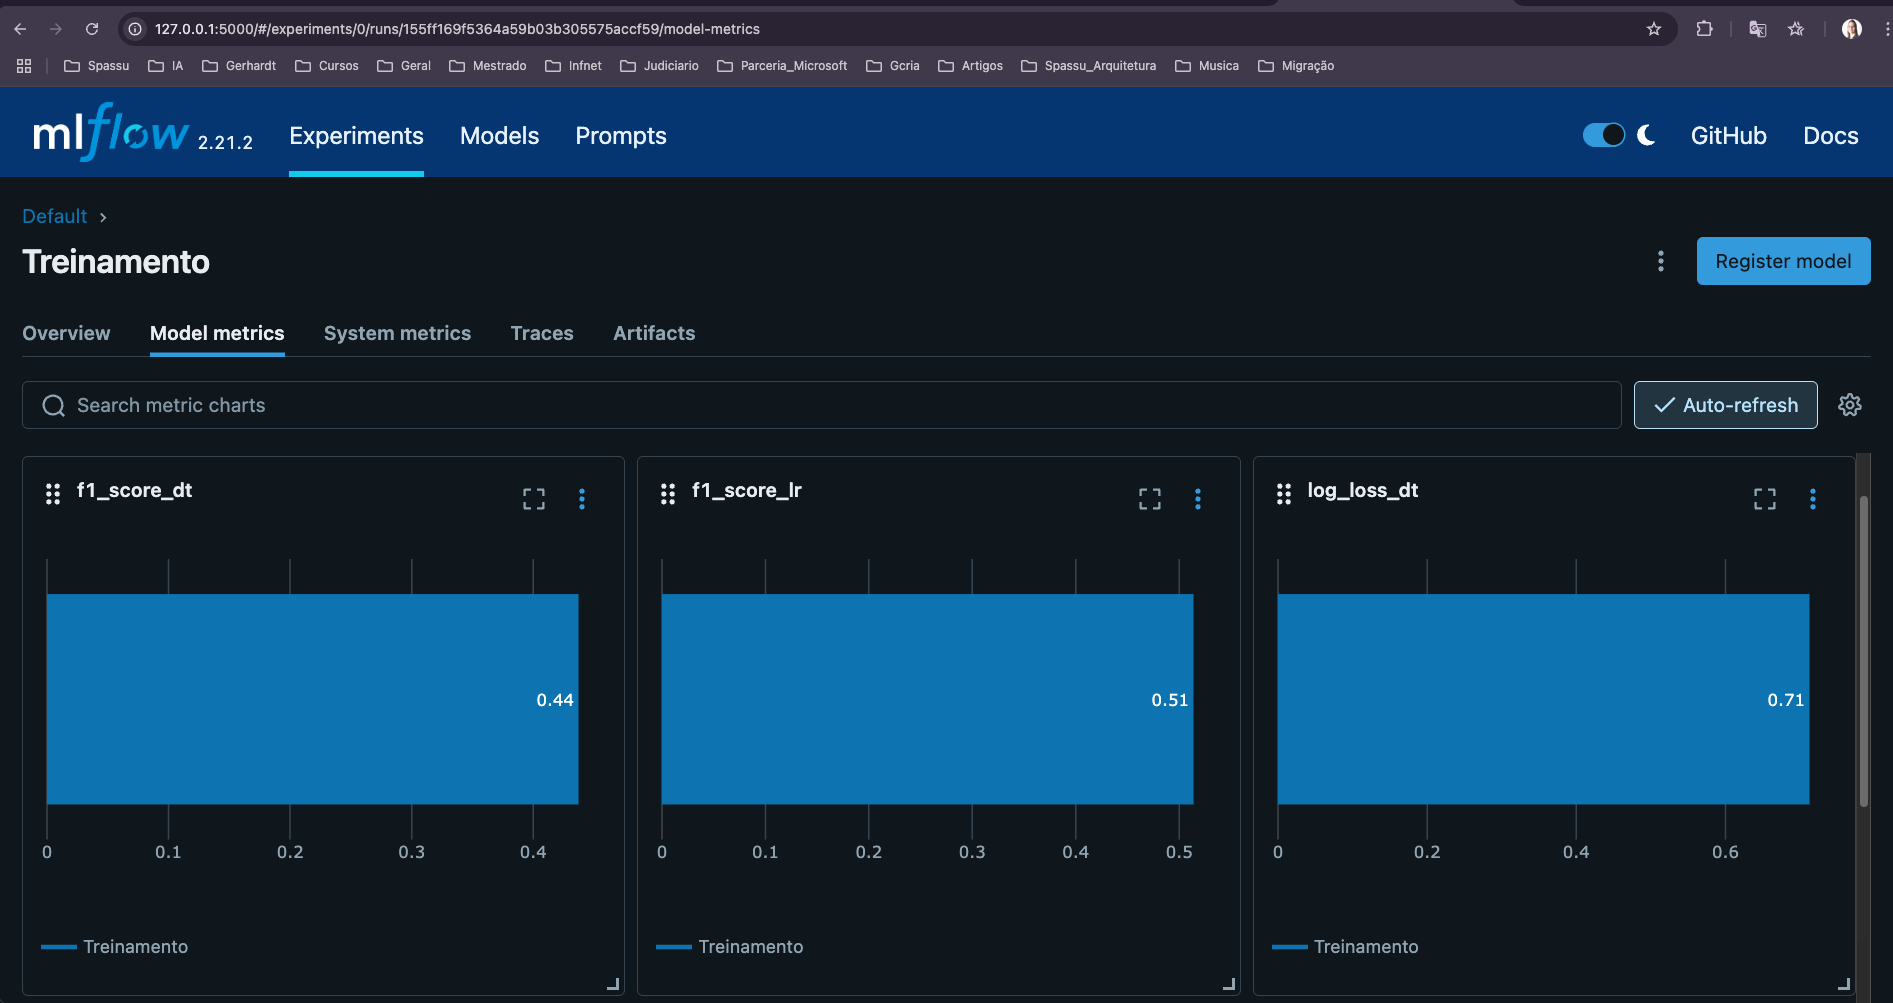 127.0.0.1:5000/#/experiments/0/runs/155ff169f5364a59b03b305575accf59/model-metrics
Spassu IA Gerhardt Cursos Geral Mestrado Infnet Judiciario Parceria_Microsoft Gcria Artigos Spassu_Arquitetura Musica Migração
mlflow 2.21.2 Experiments Models Prompts GitHub Docs
Default
Treinamento
Register model
Overview Model metrics System metrics Traces Artifacts
Search metric charts
Auto-refresh
f1_score_dt
0.44
0 0.1 0.2 0.3 0.4
Treinamento
f1_score_lr
0.51
0 0.1 0.2 0.3 0.4 0.5
Treinamento
log_loss_dt
0.71
0 0.2 0.4 0.6
Treinamento